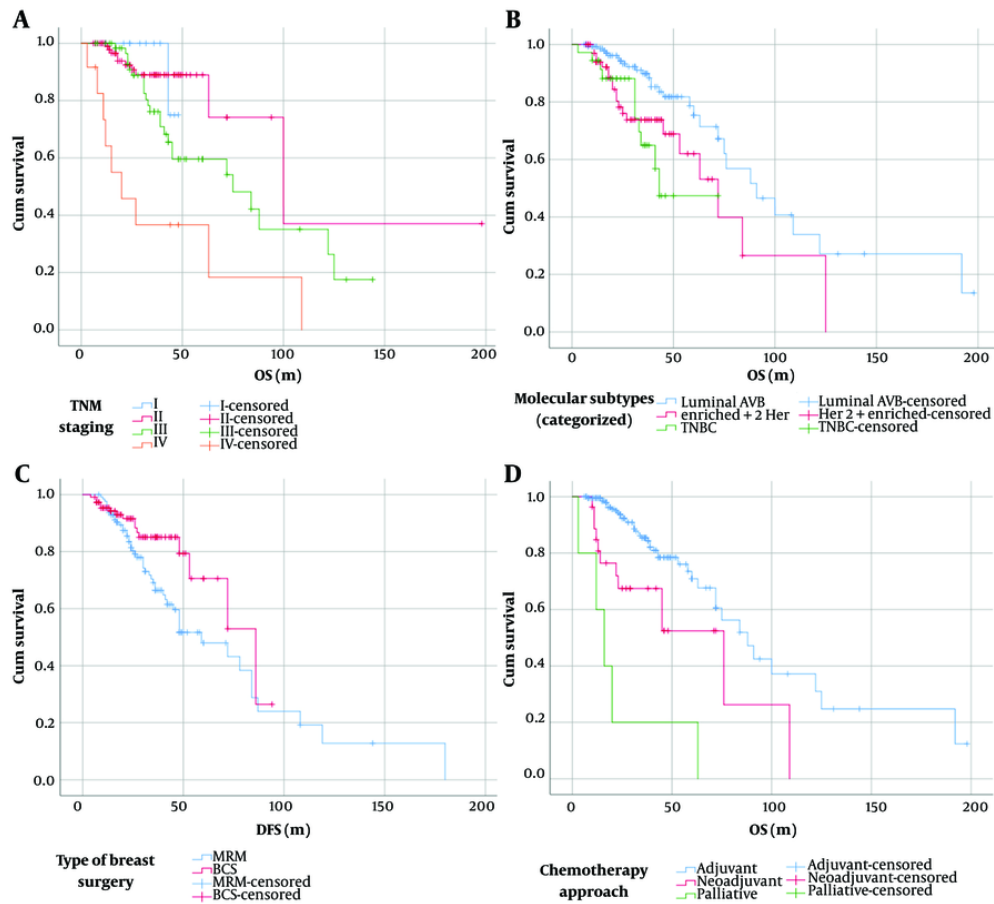 A
Cum survival
1.0
0.8
0.6
0.4
0.2
0.0
0 50 100 150 200
OS (m)
TNM staging
I I-censored
II II-censored
III III-censored
IV IV-censored
B
Cum survival
1.0
0.8
0.6
0.4
0.2
0.0
0 50 100 150 200
OS (m)
Molecular subtypes (categorized)
Luminal AVB Luminal AVB-censored
enriched + 2 Her Her 2 + enriched-censored
TNBC TNBC-censored
C
Cum survival
1.0
0.8
0.6
0.4
0.2
0.0
0 50 100 150 200
DFS (m)
Type of breast surgery
MRM
BCS
MRM-censored
BCS-censored
D
Cum survival
1.0
0.8
0.6
0.4
0.2
0.0
0 50 100 150 200
OS (m)
Chemotherapy approach
Adjuvant Adjuvant-censored
Neoadjuvant Neoadjuvant-censored
Palliative Palliative-censored